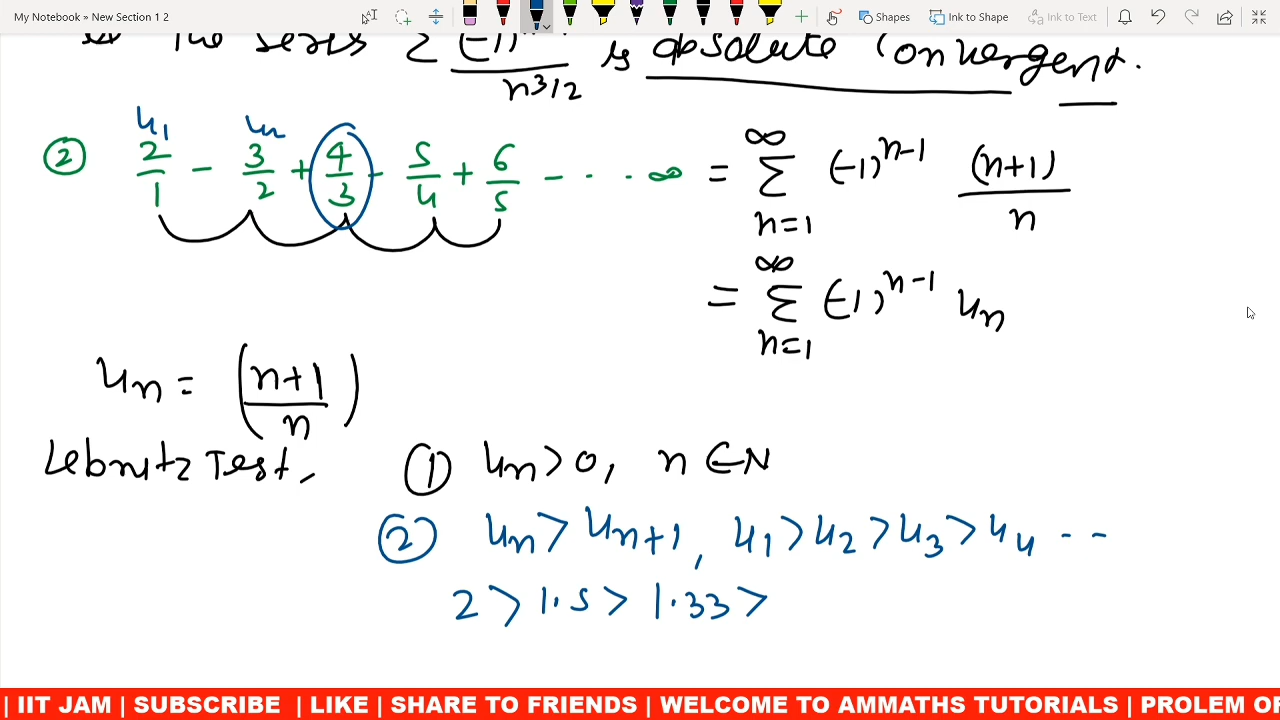 My Notebook » New Section 1 2
Shapes Ink to Shape Ink to Text
The series Σ (-1) / n^3/2 is absolute Convergent.
② 2/1 - 3/2 + 4/3 - 5/4 + 6/5 - - - - ∞ = ∞ Σ n=1 (-1)^n-1 (n+1)/n
u1 u2
= ∞ Σ n=1 (-1)^n-1 un
un = (n+1/n)
Lebnitz Test, ① un > 0, n ∈ N
② un > un+1, u1 > u2 > u3 > u4 - -
2 > 1.5 > 1.33 >
| IIT JAM | SUBSCRIBE | LIKE | SHARE TO FRIENDS | WELCOME TO AMMATHS TUTORIALS | PROLEM OF